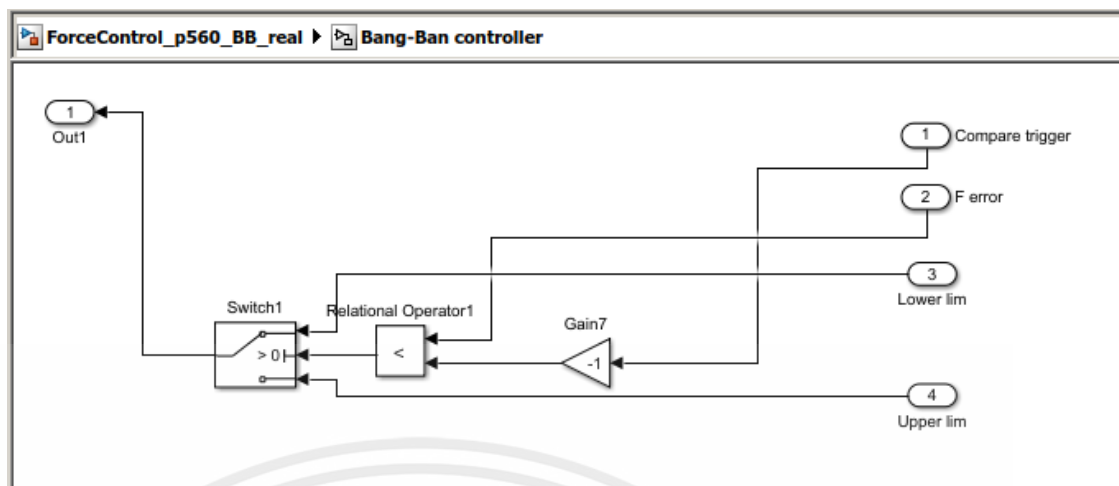 ForceControl_p560_BB_real Bang-Ban controller
1
Out1
1 Compare trigger
2 F error
3
Lower lim
Switch1
> 0
Relational Operator1
<
Gain7
-1
4
Upper lim